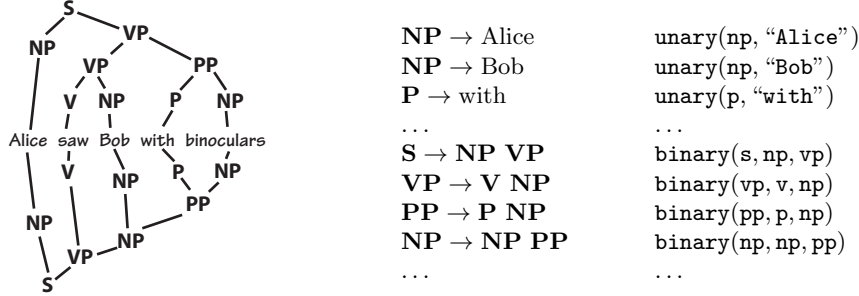 S
NP VP
VP PP
V NP P NP
Alice saw Bob with binoculars
V NP P NP
NP PP
VP NP
S
NP → Alice unary(np, “Alice”)
NP → Bob unary(np, “Bob”)
P → with unary(p, “with”)
... ...
S → NP VP binary(s, np, vp)
VP → V NP binary(vp, v, np)
PP → P NP binary(pp, p, np)
NP → NP PP binary(np, np, pp)
... ...